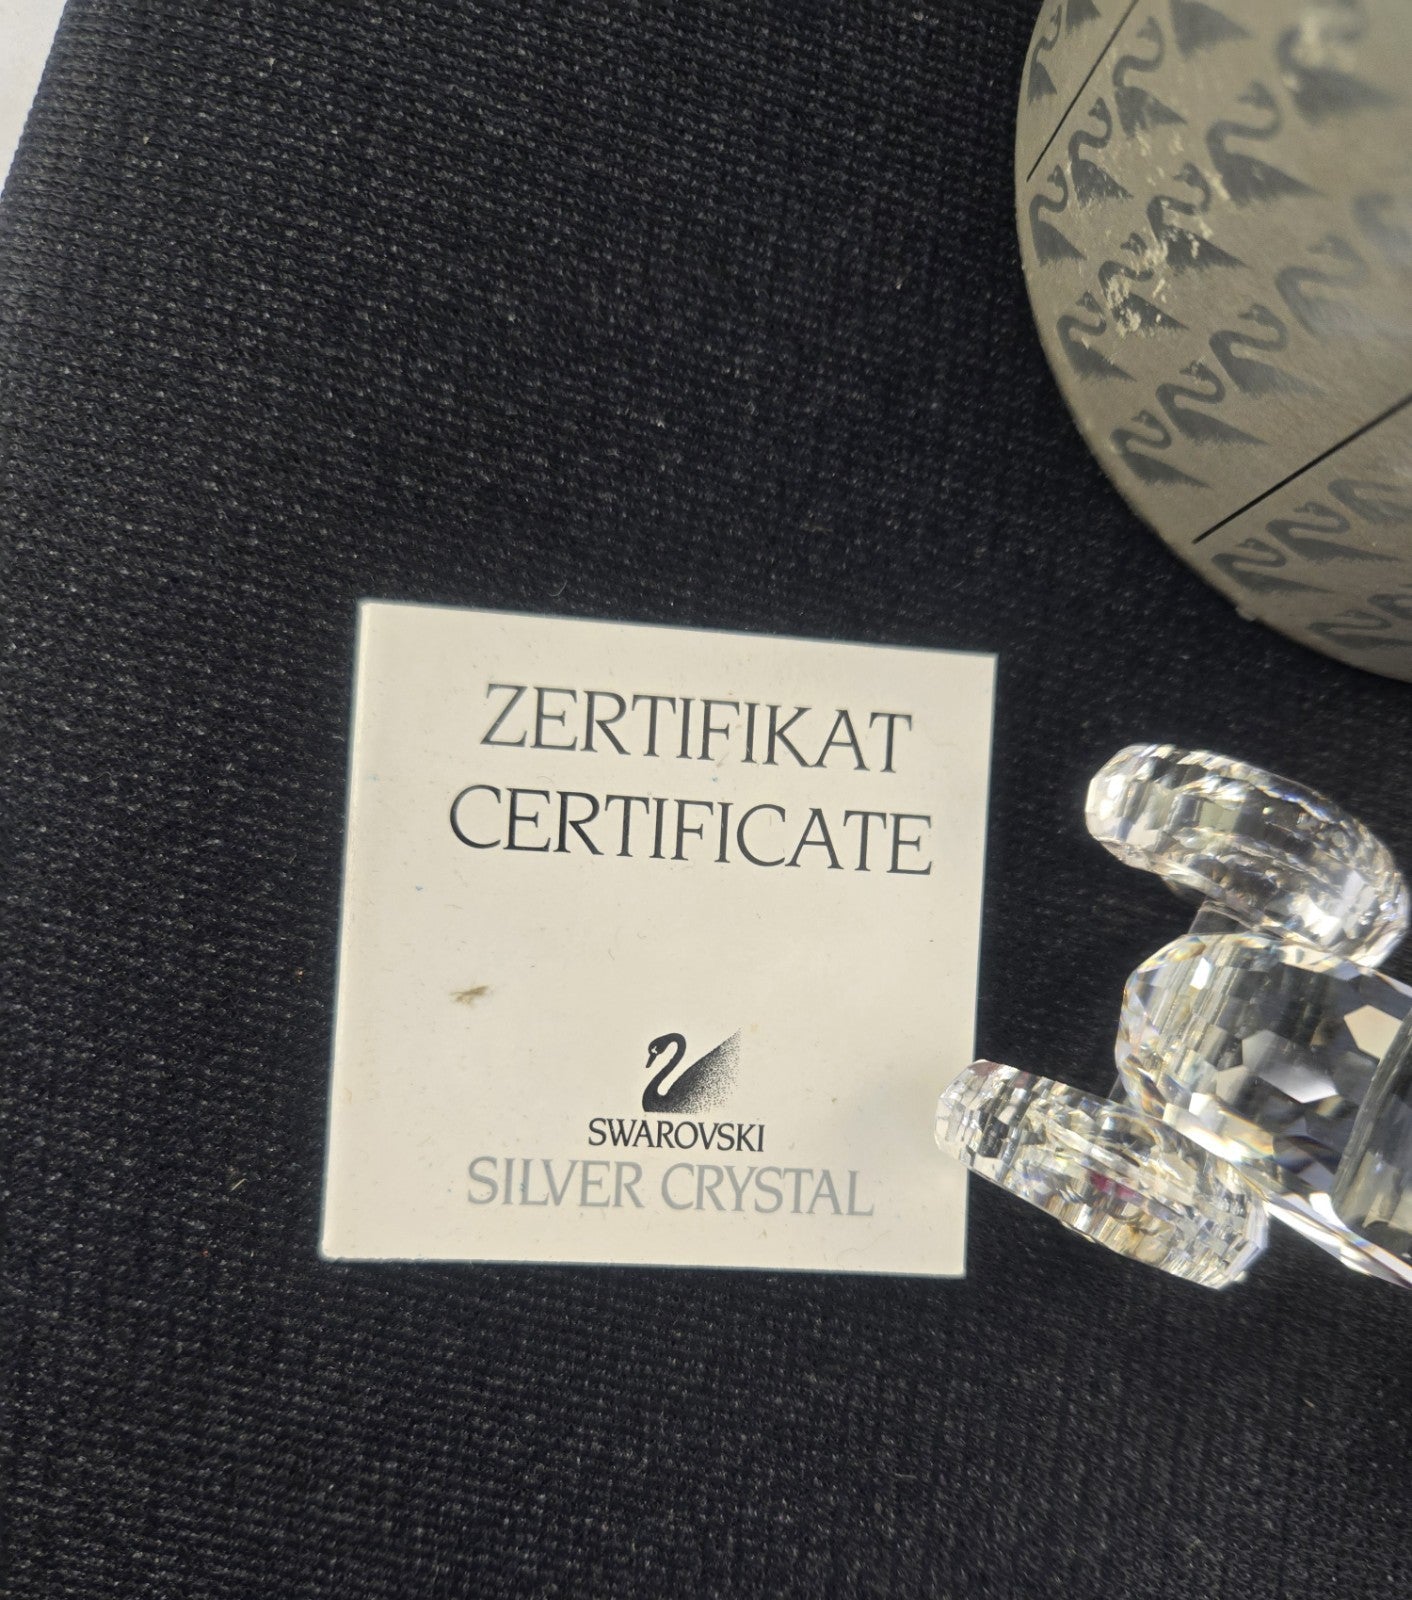 ZERTIFIKAT
CERTIFICATE
SWAROVSKI
SILVER CRYSTAL